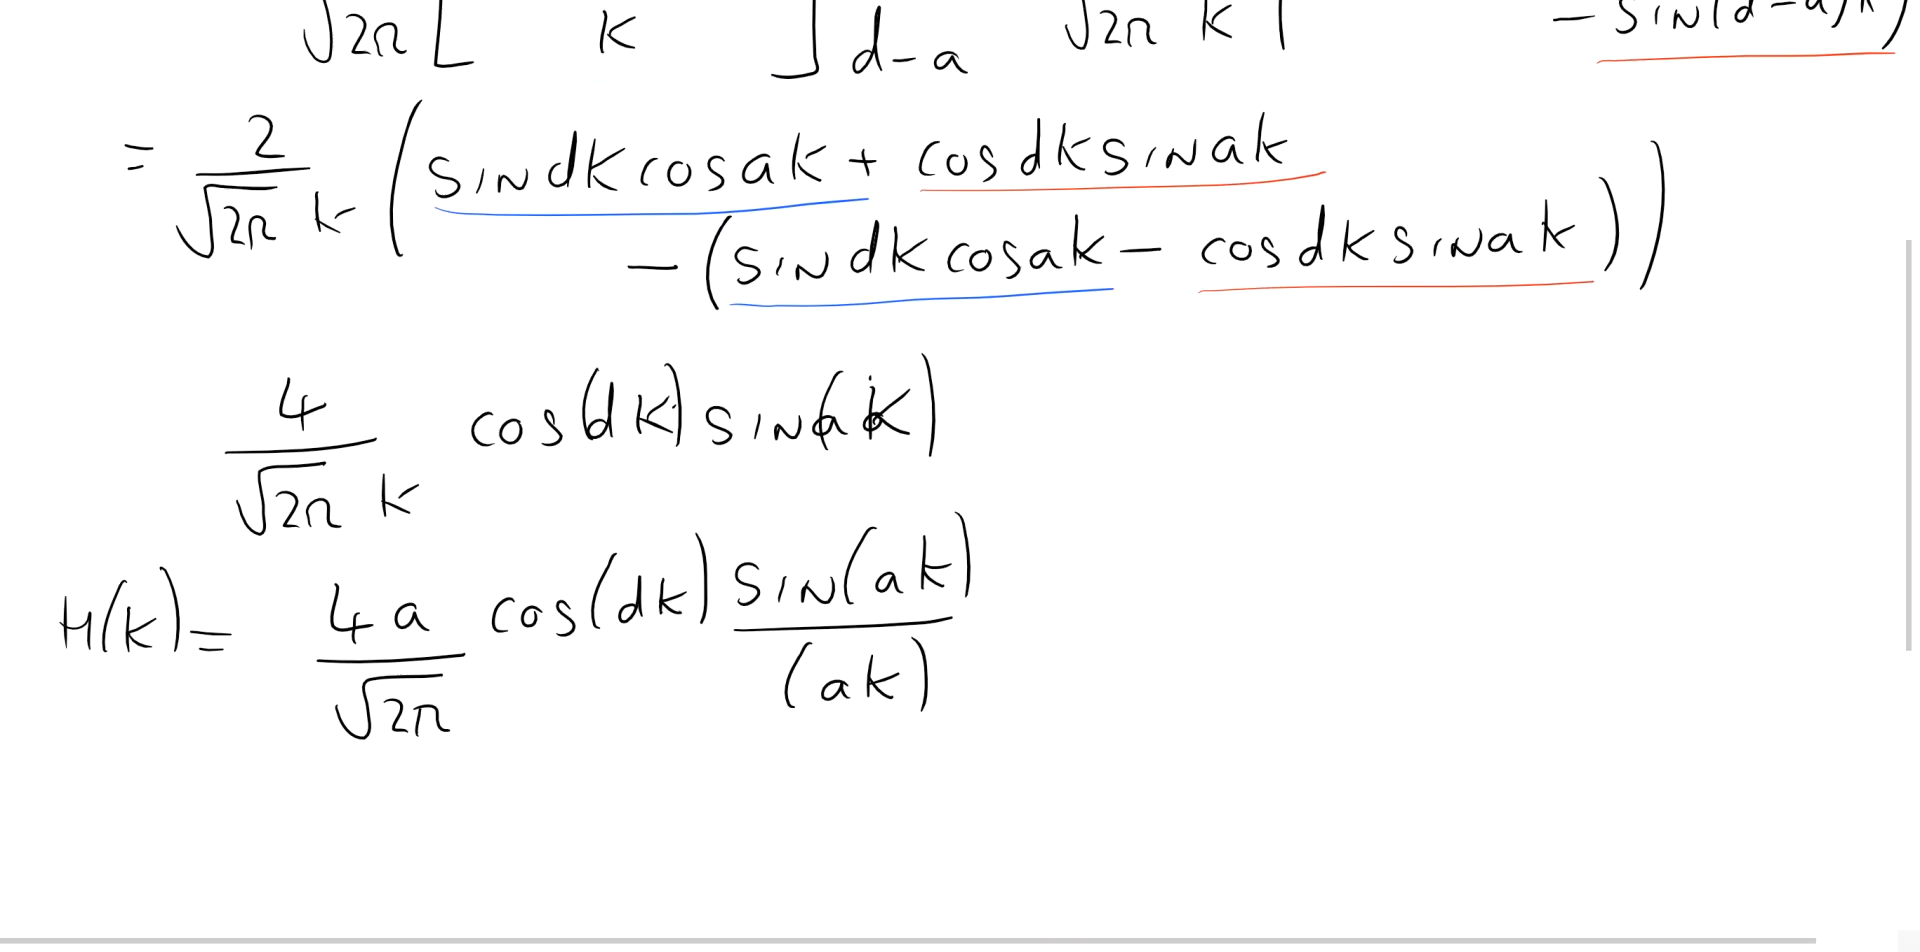 √2π [ k ] d-a √2π k ( - sin(d-a)k)
= 2/(√2π k) ( sin dk cos ak + cos dk sin ak
- (sin dk cos ak - cos dk sin ak))
4/(√2π k) cos(dk) sin(ak)
H(k) = 4a/√2π cos(dk) sin(ak)/(ak)